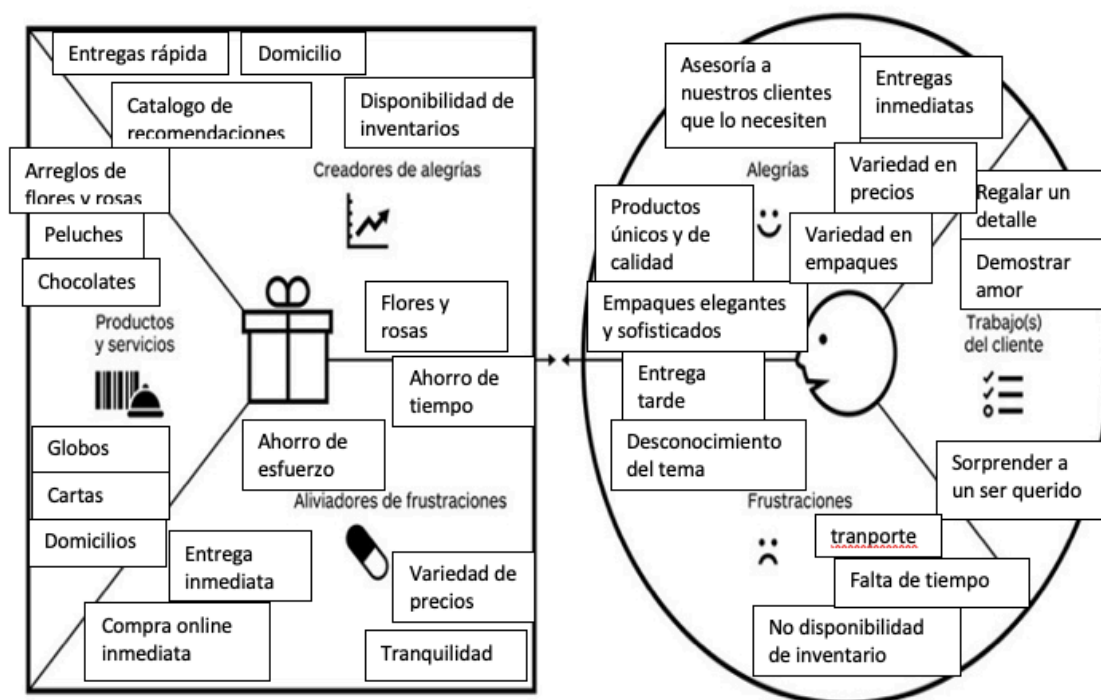 Entregas rápida
Domicilio
Catalogo de
recomendaciones
Disponibilidad de
inventarios
Arreglos de
flores y rosas
Creadores de alegrías
Peluches
Chocolates
Productos
y servicios
Flores y
rosas
Ahorro de
tiempo
Ahorro de
esfuerzo
Globos
Cartas
Domicilios
Aliviadores de frustraciones
Entrega
inmediata
Variedad de
precios
Compra online
inmediata
Tranquilidad
Asesoría a
nuestros clientes
que lo necesiten
Entregas
inmediatas
Alegrías
Variedad en
precios
Regalar un
detalle
Productos
únicos y de
calidad
Variedad en
empaques
Demostrar
amor
Empaques elegantes
y sofisticados
Trabajo(s)
del cliente
Entrega
tarde
Desconocimiento
del tema
Sorprender a
un ser querido
Frustraciones
tranporte
Falta de tiempo
No disponibilidad
de inventario